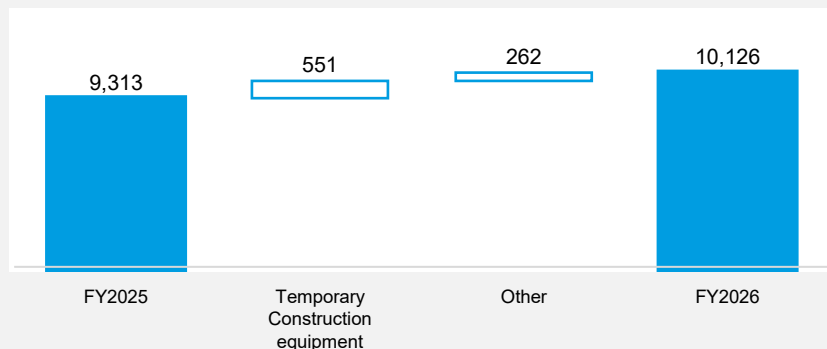 9,313
551
262
10,126
FY2025
Temporary
Construction
equipment
Other
FY2026